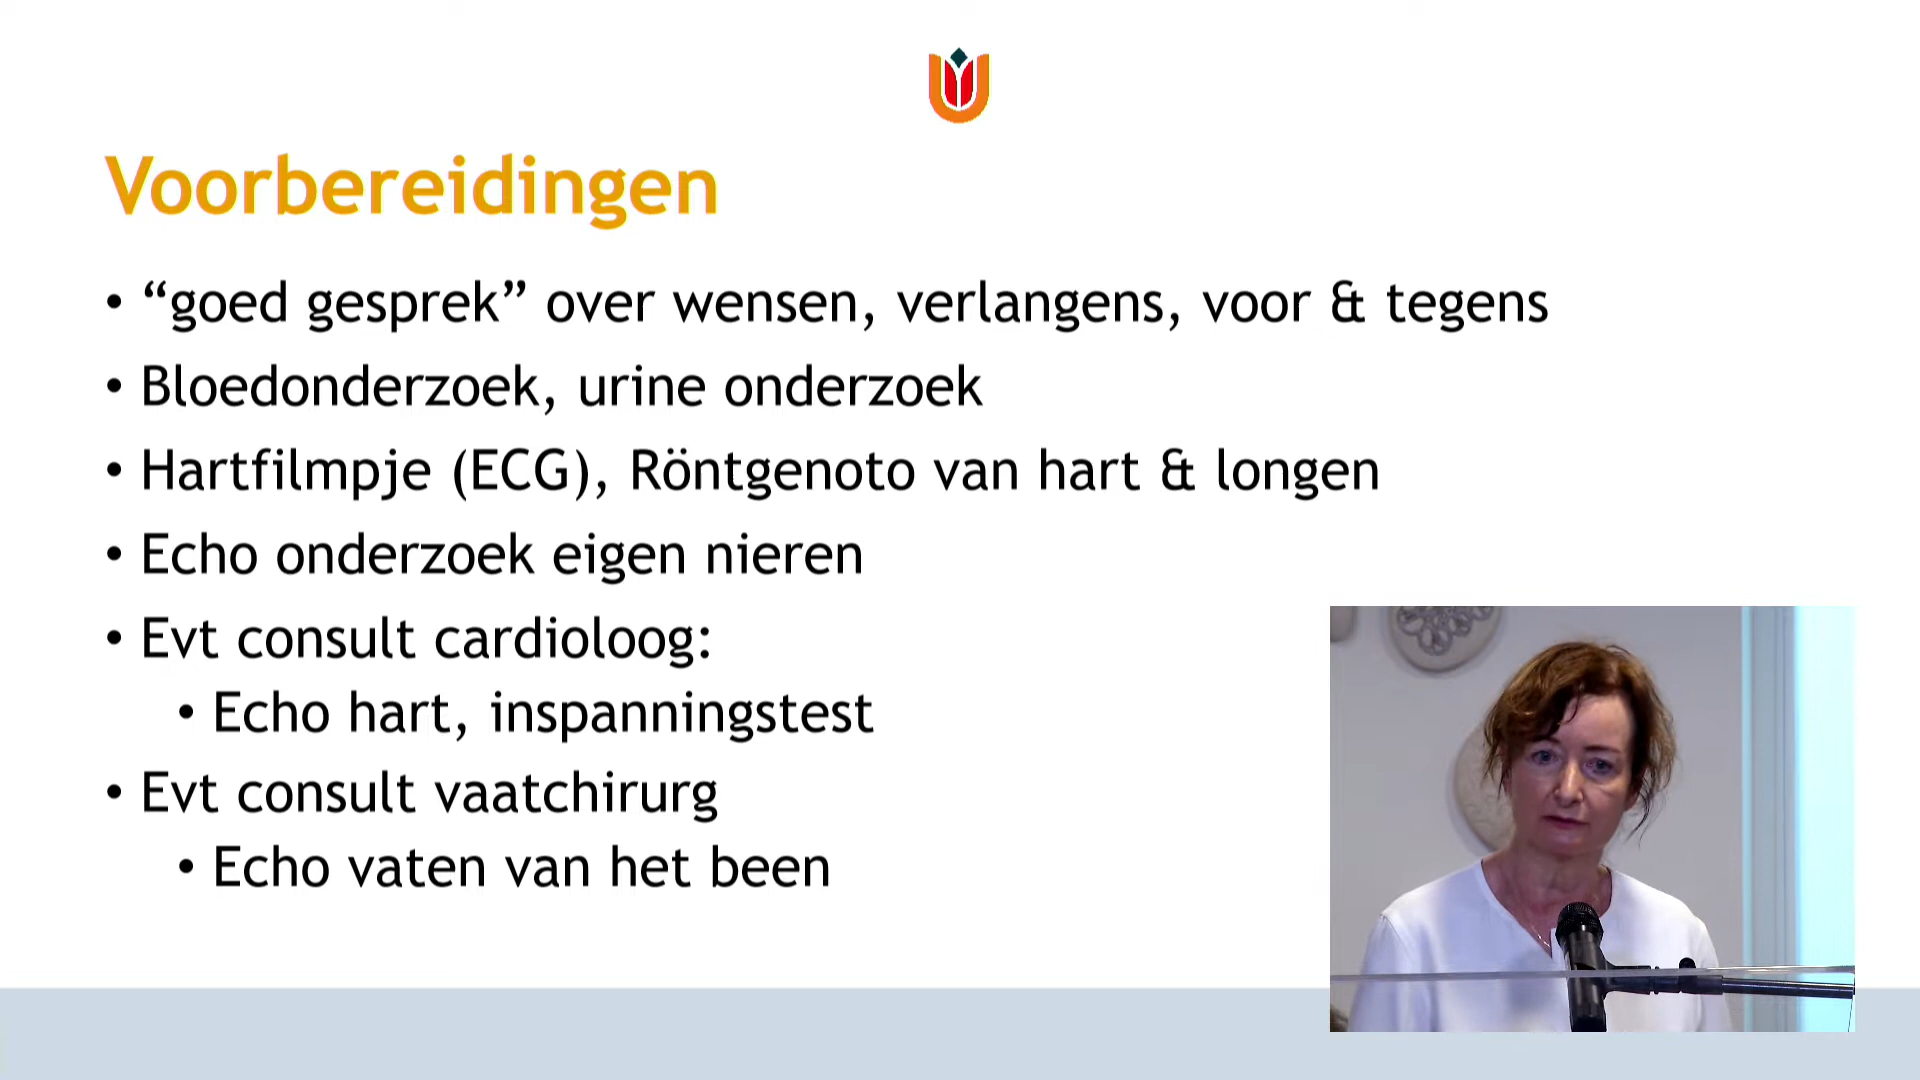 Voorbereidingen
• “goed gesprek” over wensen, verlangens, voor & tegens
• Bloedonderzoek, urine onderzoek
• Hartfilmpje (ECG), Röntgenoto van hart & longen
• Echo onderzoek eigen nieren
• Evt consult cardioloog:
• Echo hart, inspanningstest
• Evt consult vaatchirurg
• Echo vaten van het been